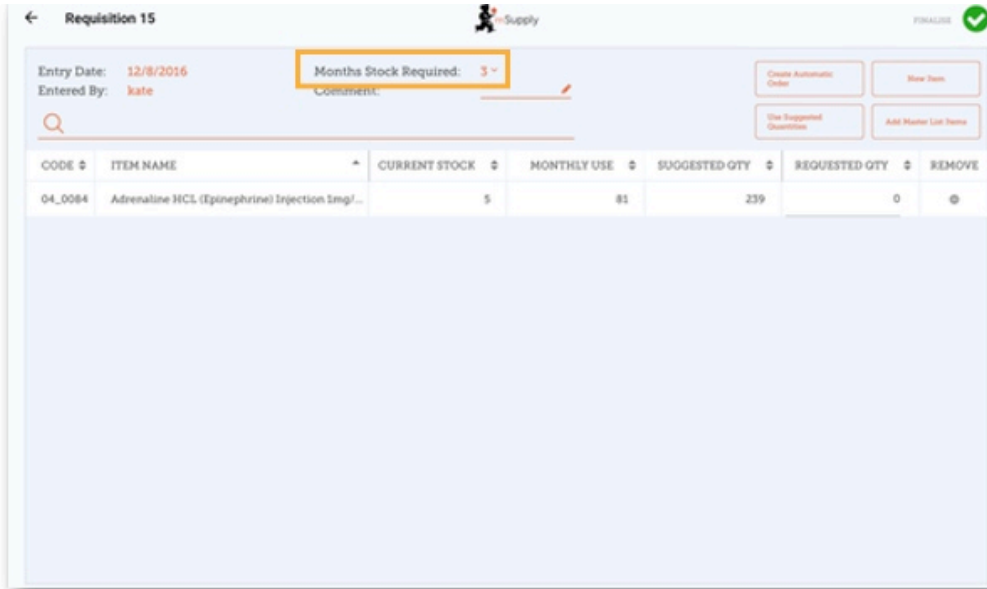 Requisition 15
mSupply
FINALISE
Entry Date: 12/8/2016
Months Stock Required: 3
Entered By: kate
Comment:
Create Automatic Order
New Item
Use Suggested Quantities
Add Master List Items
CODE ITEM NAME CURRENT STOCK MONTHLY USE SUGGESTED QTY REQUESTED QTY REMOVE
04_0084 Adrenaline HCL (Epinephrine) Injection 1mg/... 5 81 239 0